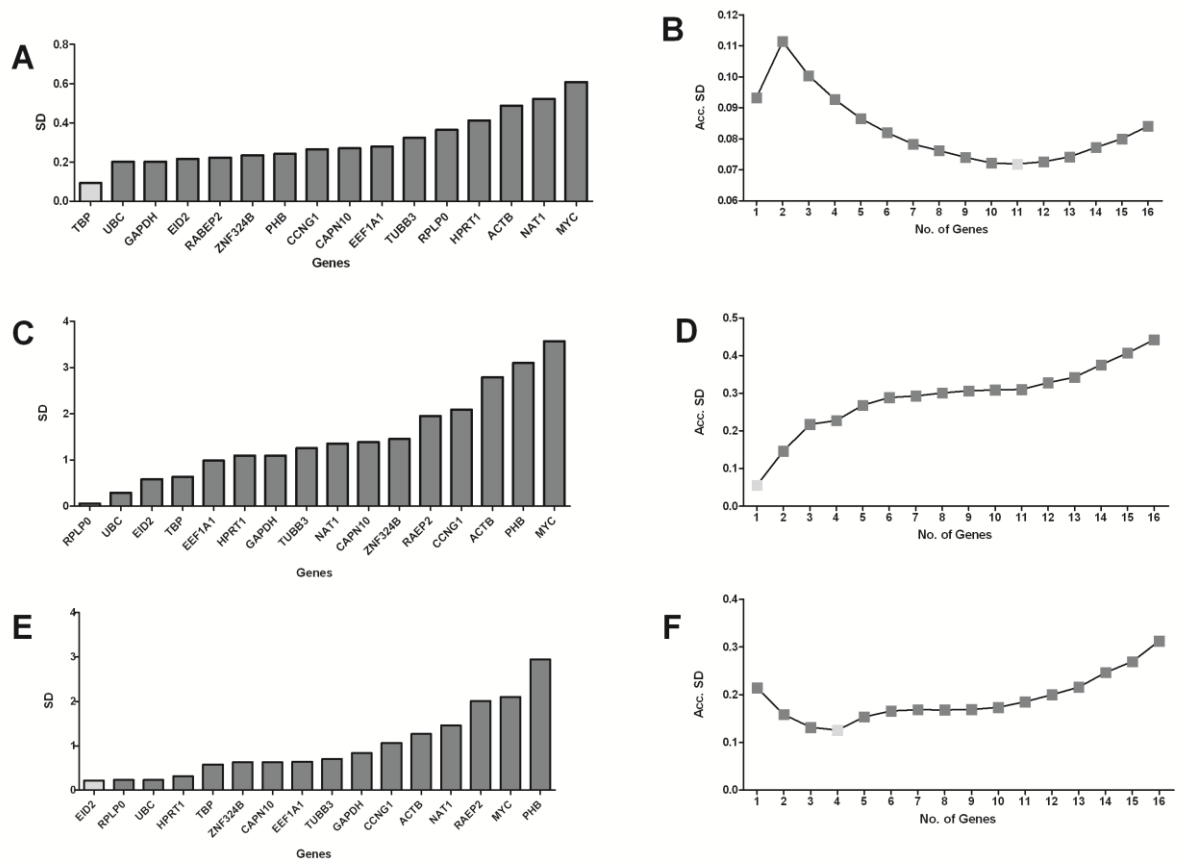 A
SD
0.8
0.6
0.4
0.2
0.0
TBP
UBC
GAPDH
EID2
RABEP2
ZNF324B
PHB
CCNG1
CAPN10
EEF1A1
TUBB3
RPLP0
HPRT1
ACTB
NAT1
MYC
Genes
B
Acc. SD
0.12
0.11
0.10
0.09
0.08
0.07
0.06
1 2 3 4 5 6 7 8 9 10 11 12 13 14 15 16
No. of Genes
C
SD
4
3
2
1
0
RPLP0
UBC
EID2
TBP
EEF1A1
HPRT1
GAPDH
TUBB3
NAT1
CAPN10
ZNF324B
RAEP2
CCNG1
ACTB
PHB
MYC
Genes
D
Acc. SD
0.5
0.4
0.3
0.2
0.1
0.0
1 2 3 4 5 6 7 8 9 10 11 12 13 14 15 16
No. of Genes
E
SD
4
3
2
1
0
EID2
RPLP0
UBC
HPRT1
TBP
ZNF324B
CAPN10
EEF1A1
TUBB3
GAPDH
CCNG1
ACTB
NAT1
RAEP2
MYC
PHB
Genes
F
Acc. SD
0.4
0.3
0.2
0.1
0.0
1 2 3 4 5 6 7 8 9 10 11 12 13 14 15 16
No. of Genes